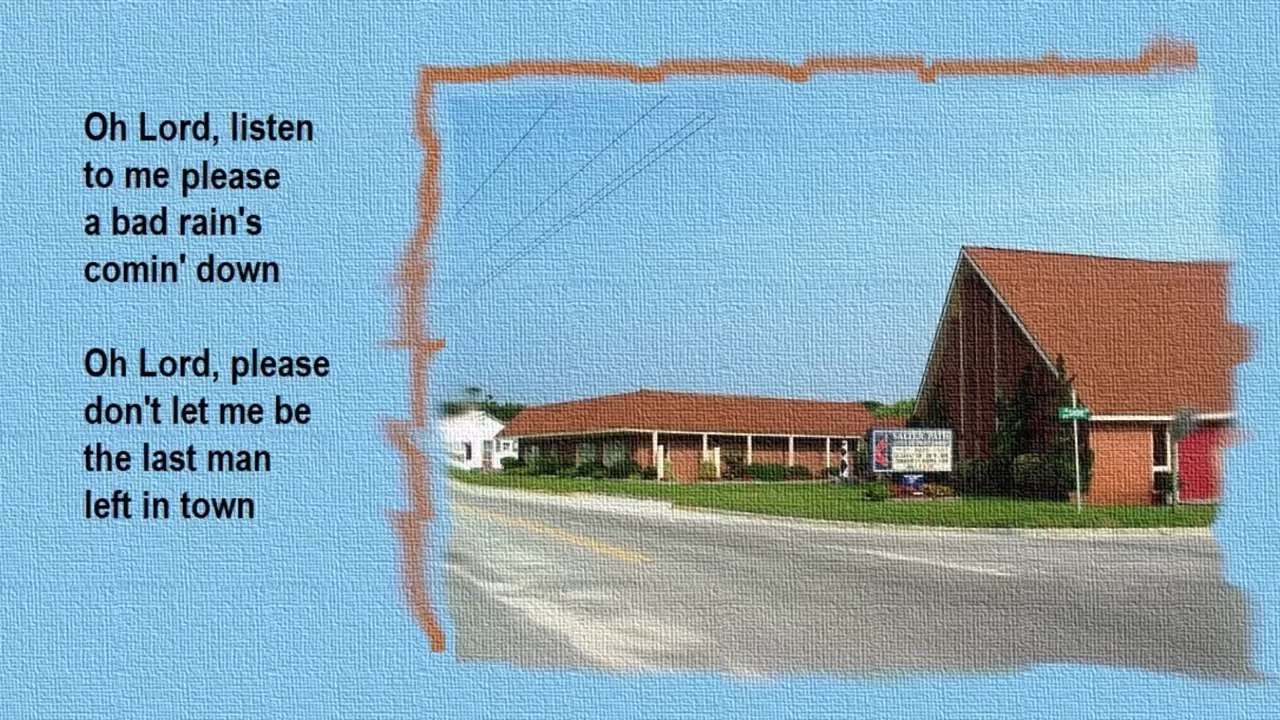 Oh Lord, listen
to me please
a bad rain's
comin' down
Oh Lord, please
don't let me be
the last man
left in town